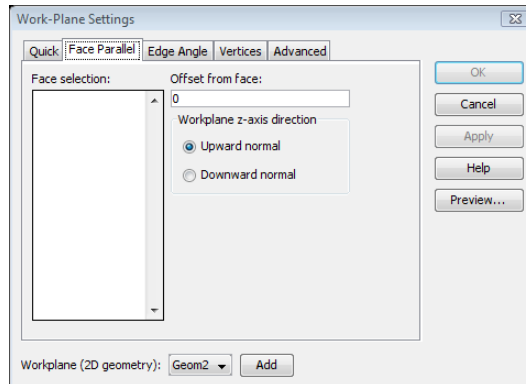 Work-Plane Settings
Quick Face Parallel Edge Angle Vertices Advanced
Face selection:
Offset from face:
0
Workplane z-axis direction
Upward normal
Downward normal
OK
Cancel
Apply
Help
Preview...
Workplane (2D geometry): Geom2 Add